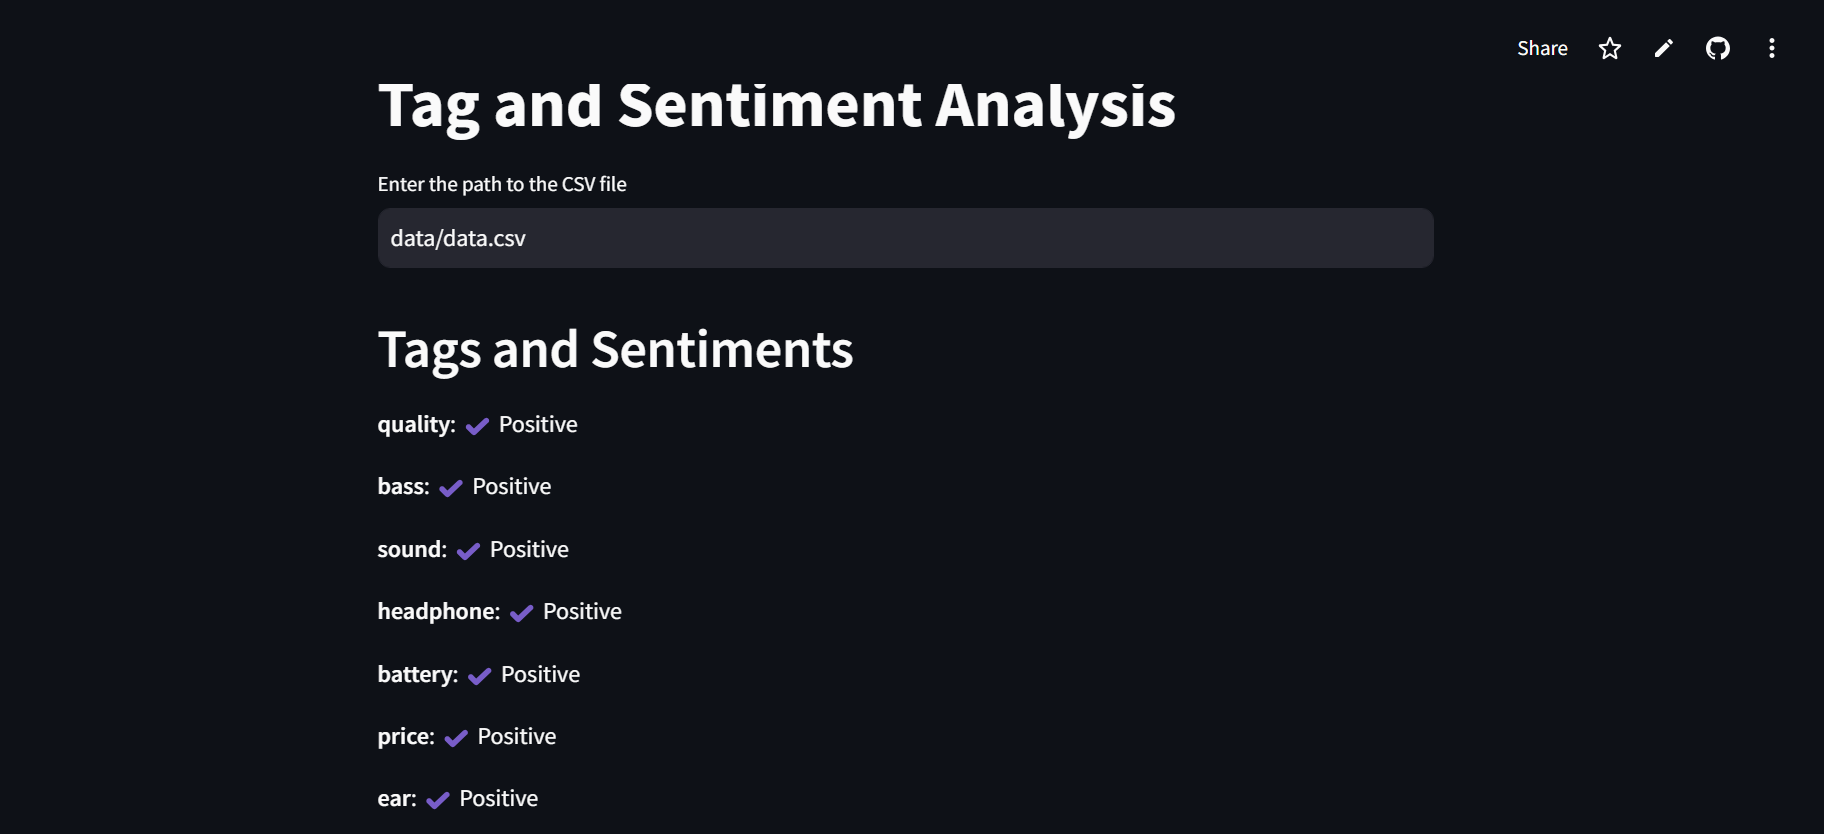 Share
Tag and Sentiment Analysis
Enter the path to the CSV file
data/data.csv
Tags and Sentiments
quality: ✔ Positive
bass: ✔ Positive
sound: ✔ Positive
headphone: ✔ Positive
battery: ✔ Positive
price: ✔ Positive
ear: ✔ Positive